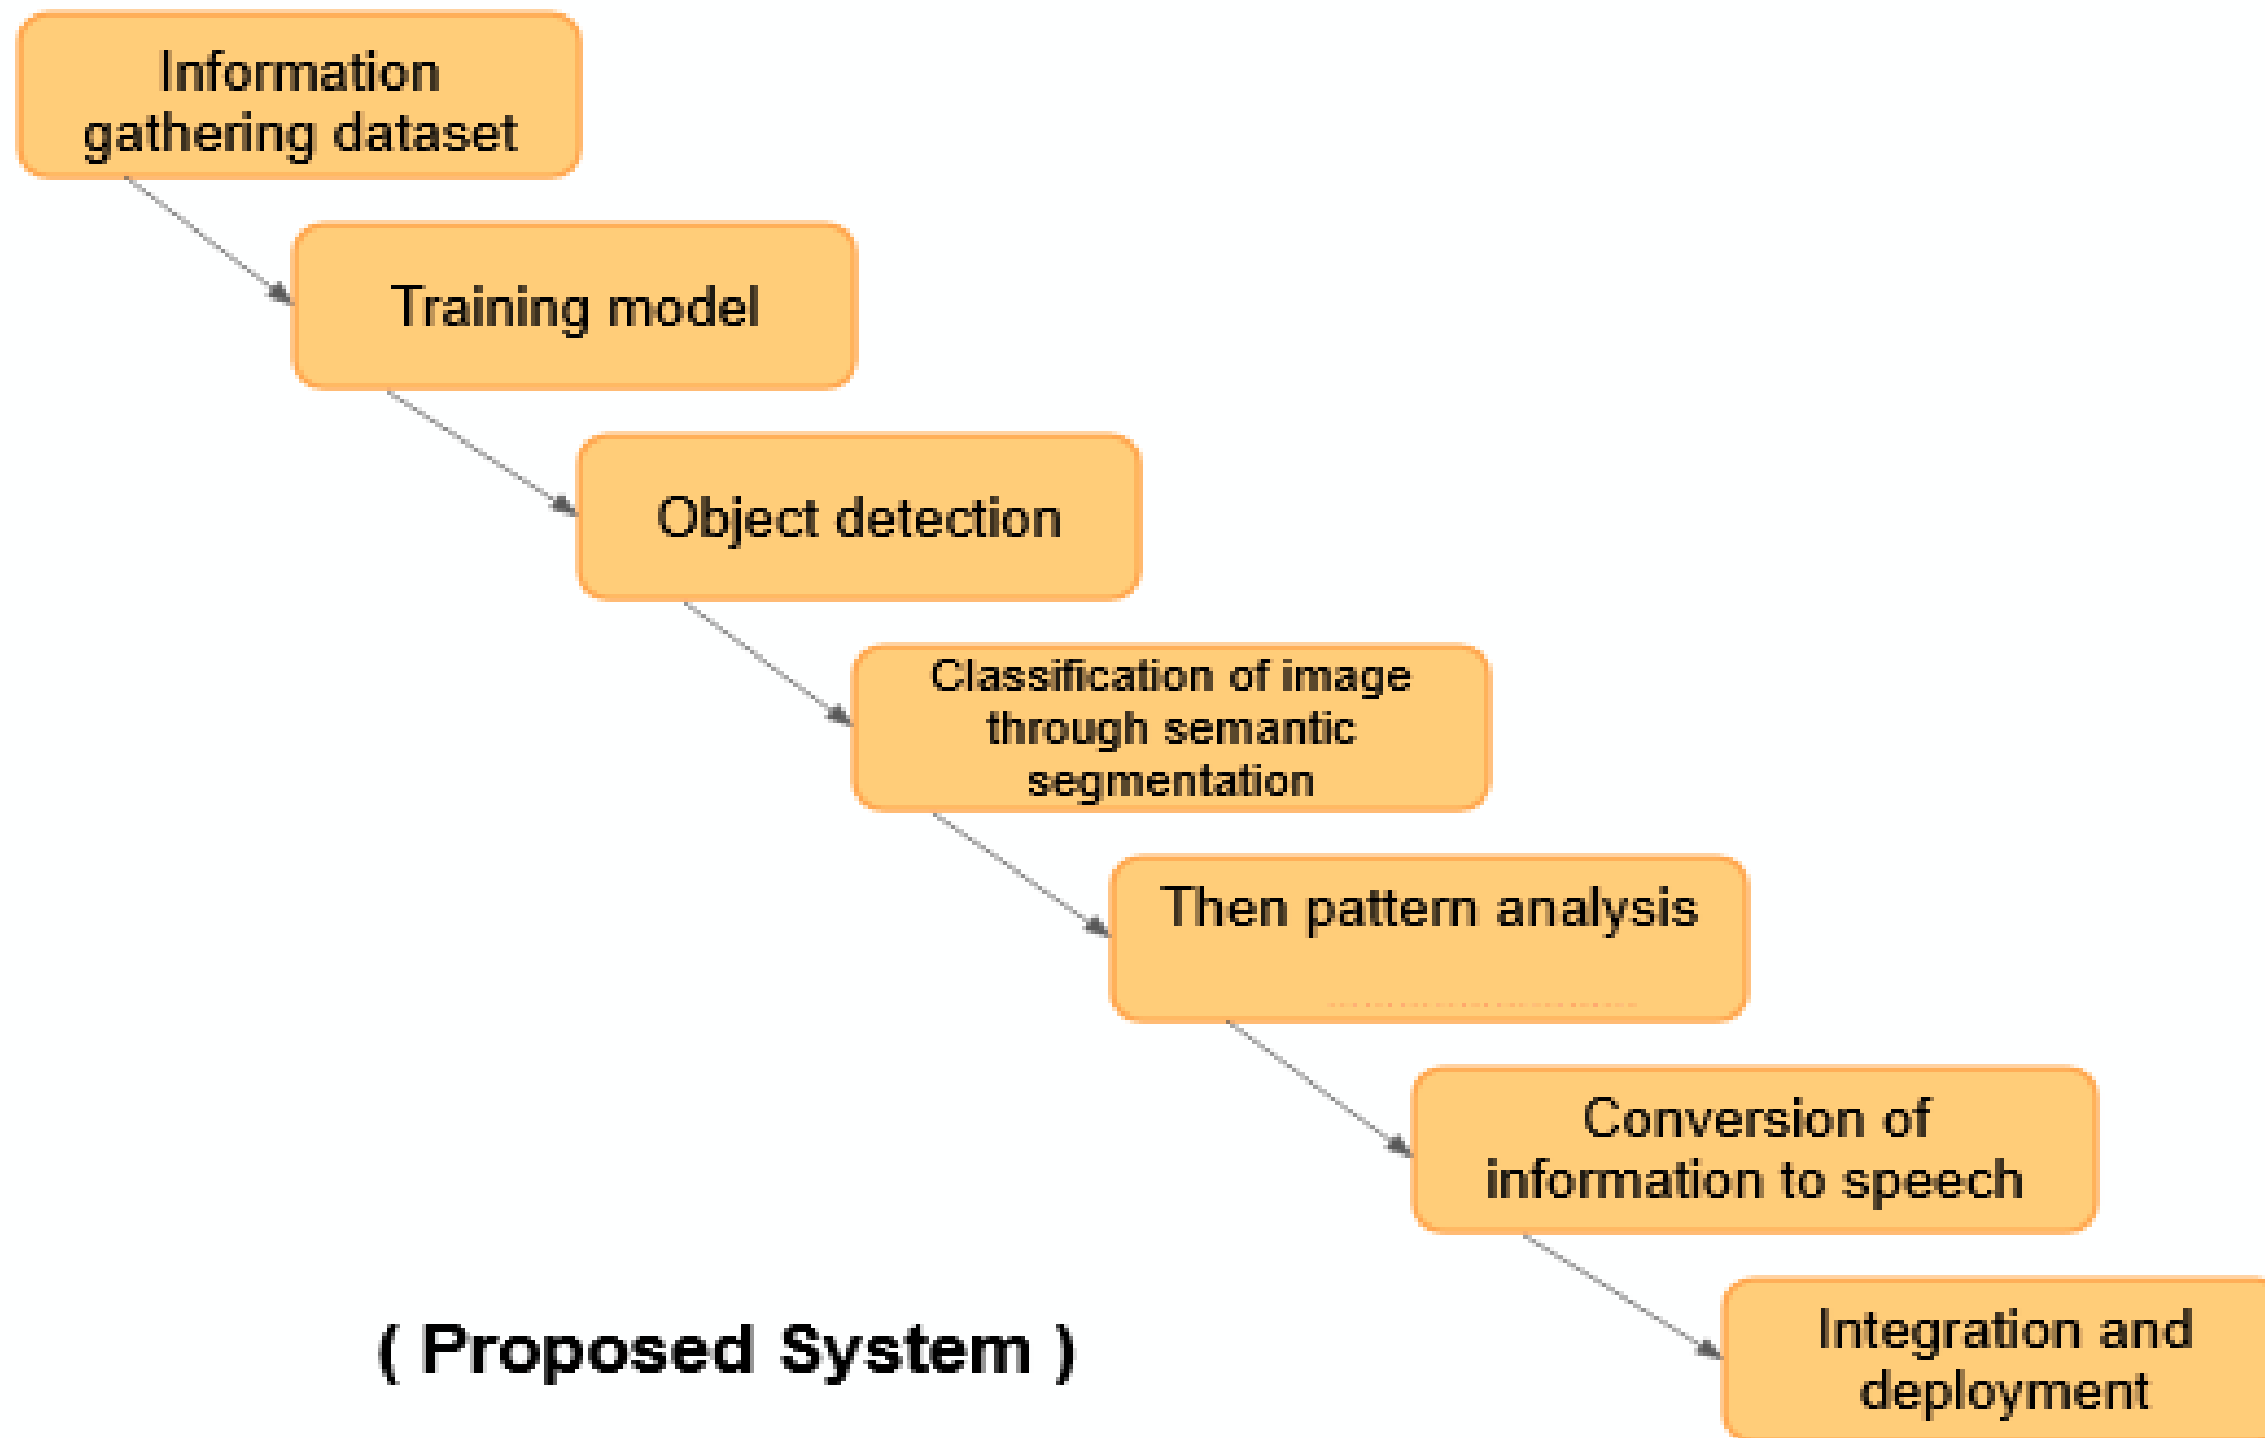 Information
gathering dataset
Training model
Object detection
Classification of image
through semantic
segmentation
Then pattern analysis
Conversion of
information to speech
Integration and
deployment
( Proposed System )